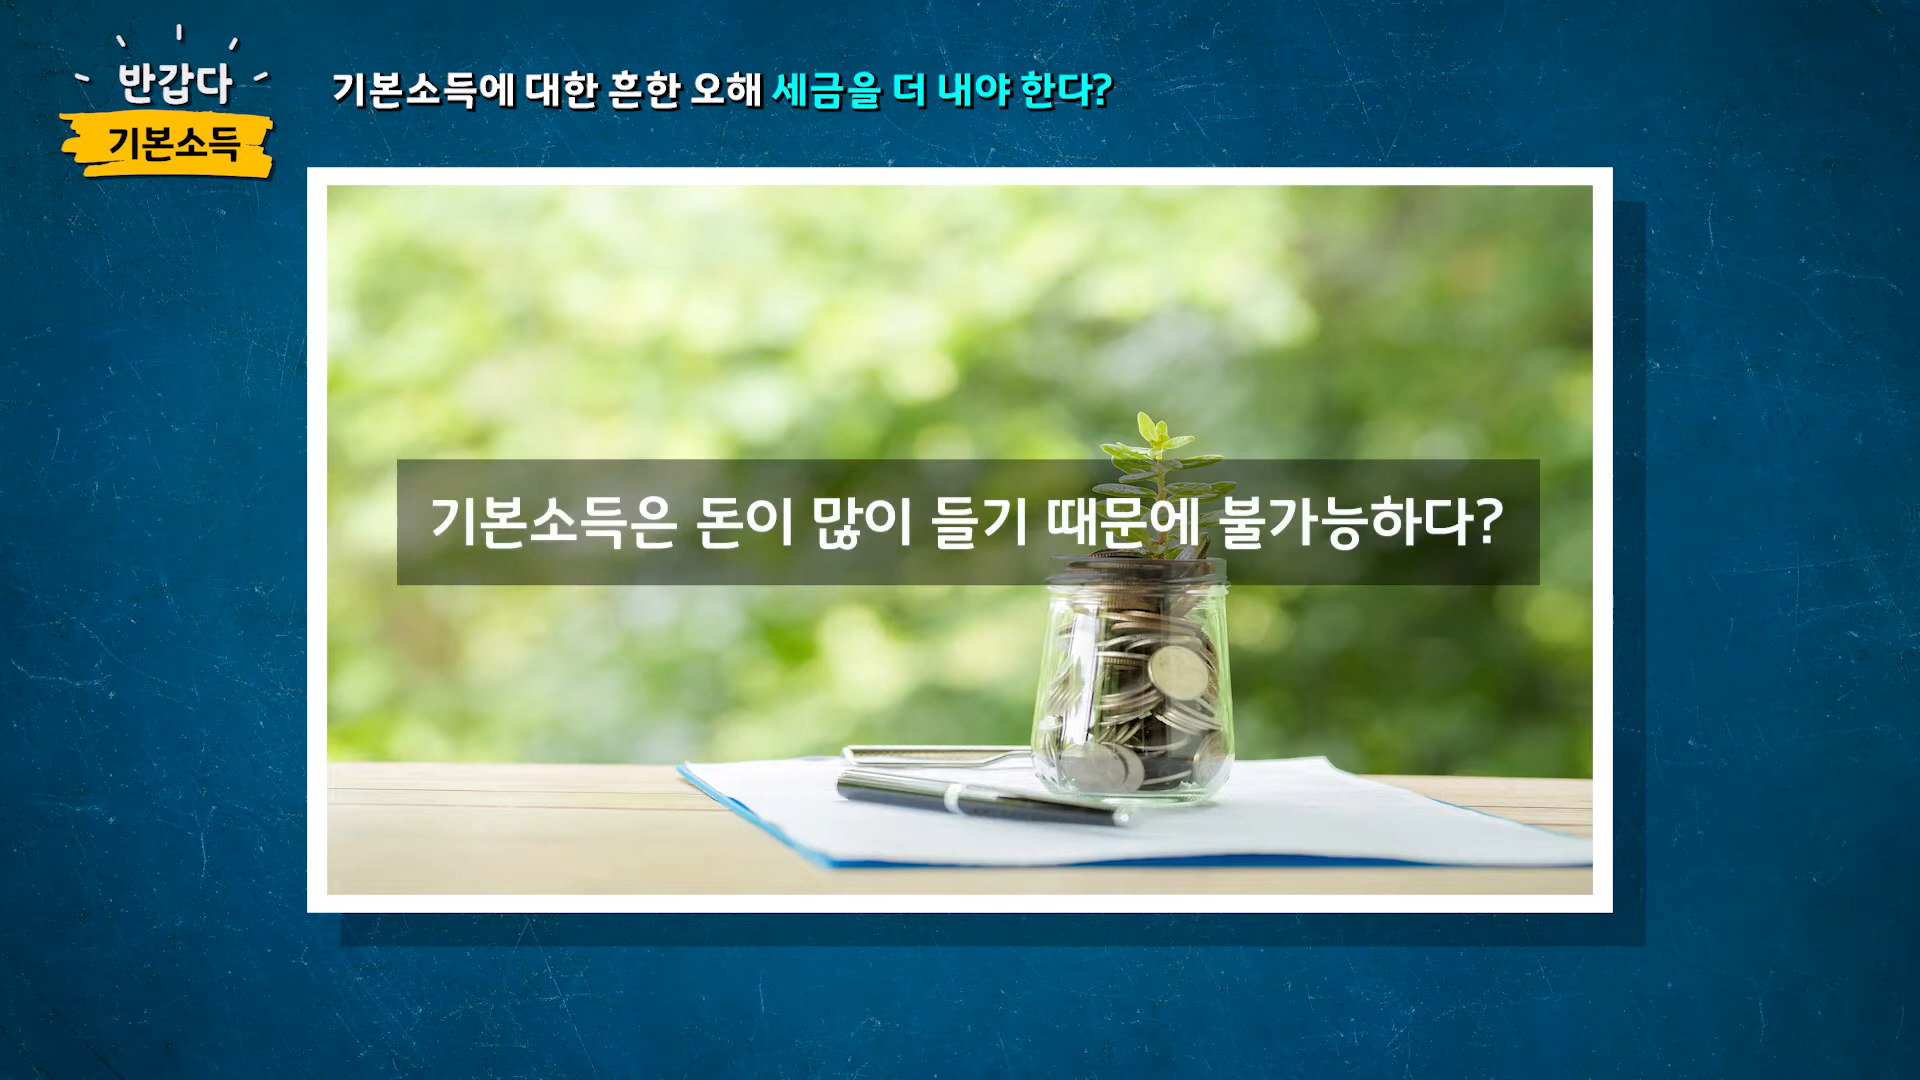 반갑다
기본소득
기본소득에 대한 흔한 오해 세금을 더 내야 한다?
기본소득은 돈이 많이 들기 때문에 불가능하다?